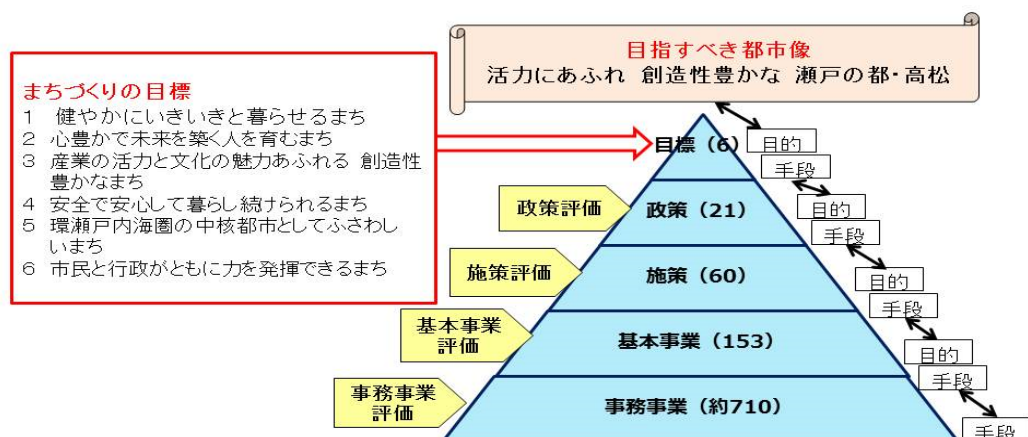 目指すべき都市像
活力にあふれ 創造性豊かな 瀬戸の都・高松
まちづくりの目標
1 健やかにいきいきと暮らせるまち
2 心豊かで未来を築く人を育むまち
3 産業の活力と文化の魅力あふれる 創造性
豊かなまち
4 安全で安心して暮らし続けられるまち
5 環瀬戸内海圏の中核都市としてふさわし
いまち
6 市民と行政がともに力を発揮できるまち
目標（6）
目的
手段
政策評価
政策（21）
目的
手段
施策評価
施策（60）
目的
手段
基本事業
評価
基本事業（153）
目的
手段
事務事業
評価
事務事業（約710）
手段